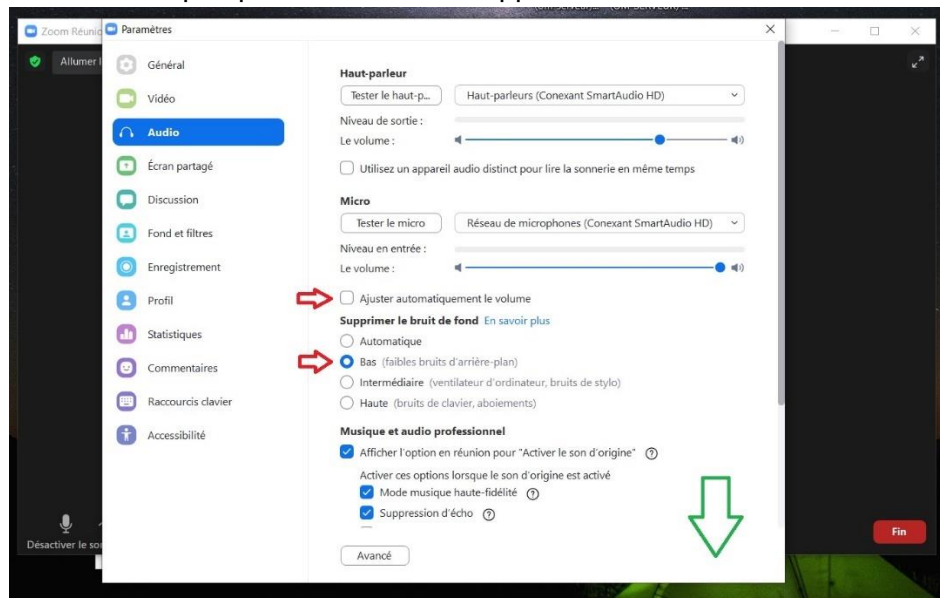 Zoom Réunio
Paramètres
Allumer l
Général
Vidéo
Audio
Écran partagé
Discussion
Fond et filtres
Enregistrement
Profil
Statistiques
Commentaires
Raccourcis clavier
Accessibilité
Haut-parleur
Tester le haut-p... Haut-parleurs (Conexant SmartAudio HD)
Niveau de sortie :
Le volume :
Utilisez un appareil audio distinct pour lire la sonnerie en même temps
Micro
Tester le micro Réseau de microphones (Conexant SmartAudio HD)
Niveau en entrée :
Le volume :
Ajuster automatiquement le volume
Supprimer le bruit de fond En savoir plus
Automatique
Bas (faibles bruits d'arrière-plan)
Intermédiaire (ventilateur d'ordinateur, bruits de stylo)
Haute (bruits de clavier, aboiements)
Musique et audio professionnel
Afficher l'option en réunion pour "Activer le son d'origine" ?
Activer ces options lorsque le son d'origine est activé
Mode musique haute-fidélité ?
Suppression d'écho ?
Avancé
Désactiver le son
Fin